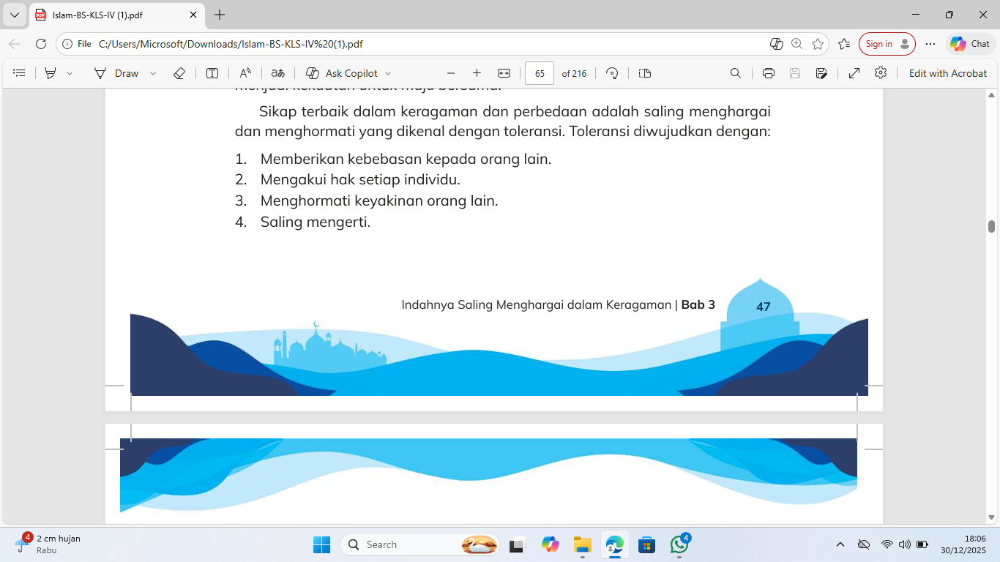 Islam-BS-KLS-IV (1).pdf
File C:/Users/Microsoft/Downloads/Islam-BS-KLS-IV%20(1).pdf
Sign in
Chat
Draw
Ask Copilot
65 of 216
Edit with Acrobat
Sikap terbaik dalam keragaman dan perbedaan adalah saling menghargai
dan menghormati yang dikenal dengan toleransi. Toleransi diwujudkan dengan:
1. Memberikan kebebasan kepada orang lain.
2. Mengakui hak setiap individu.
3. Menghormati keyakinan orang lain.
4. Saling mengerti.
Indahnya Saling Menghargai dalam Keragaman | Bab 3 47
4
2 cm hujan
Rabu
Search
4
18:06
30/12/2025